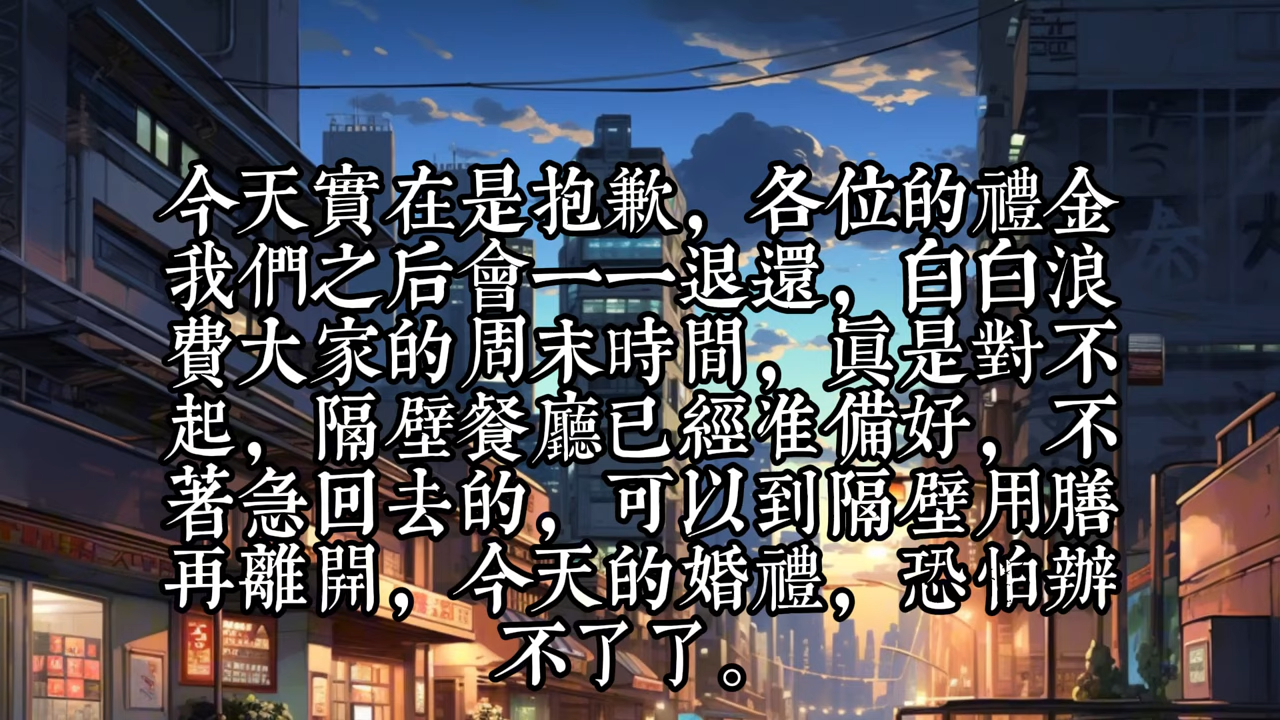 今天實在是抱歉，各位的禮金
我們之后會一一退還，白白浪
費大家的周末時間，眞是對不
起，隔壁餐廳已經准備好，不
著急回去的，可以到隔壁用膳
再離開，今天的婚禮，恐怕辦
不了了。